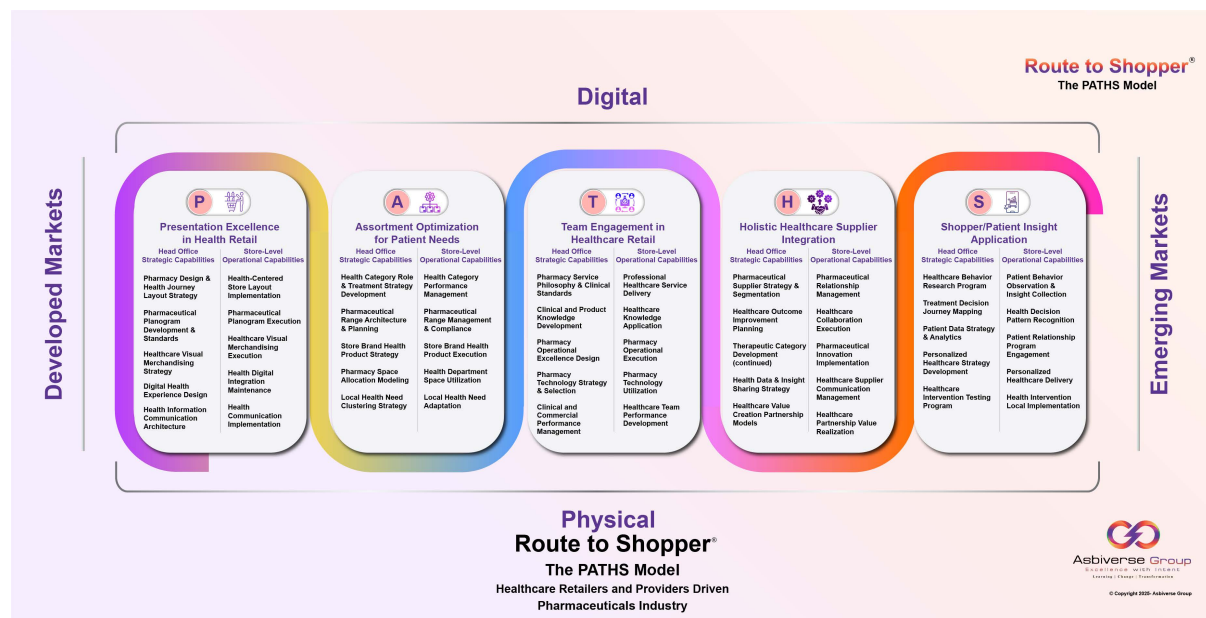 Route to Shopper®
The PATHS Model
Digital
Developed Markets
Emerging Markets
P
Presentation Excellence
in Health Retail
Head Office
Strategic Capabilities
Pharmacy Design &
Health Journey
Layout Strategy
Pharmaceutical
Planogram
Development &
Standards
Healthcare Visual
Merchandising
Strategy
Digital Health
Experience Design
Health Information
Communication
Architecture
Store-Level
Operational Capabilities
Health-Centered
Store Layout
Implementation
Pharmaceutical
Planogram Execution
Healthcare Visual
Merchandising
Execution
Health Digital
Integration
Maintenance
Health
Communication
Implementation
A
Assortment Optimization
for Patient Needs
Head Office
Strategic Capabilities
Health Category Role
& Treatment Strategy
Development
Pharmaceutical
Range Architecture
& Planning
Store Brand Health
Product Strategy
Pharmacy Space
Allocation Modeling
Local Health Need
Clustering Strategy
Store-Level
Operational Capabilities
Health Category
Performance
Management
Pharmaceutical
Range Management
& Compliance
Store Brand Health
Product Execution
Health Department
Space Utilization
Local Health Need
Adaptation
T
Team Engagement in
Healthcare Retail
Head Office
Strategic Capabilities
Pharmacy Service
Philosophy & Clinical
Standards
Clinical and Product
Knowledge
Development
Pharmacy
Operational
Excellence Design
Pharmacy
Technology Strategy
& Selection
Clinical and
Commercial
Performance
Management
Store-Level
Operational Capabilities
Professional
Healthcare Service
Delivery
Healthcare
Knowledge
Application
Pharmacy
Operational
Execution
Pharmacy
Technology
Utilization
Healthcare Team
Performance
Development
H
Holistic Healthcare Supplier
Integration
Head Office
Strategic Capabilities
Pharmaceutical
Supplier Strategy &
Segmentation
Healthcare Outcome
Improvement
Planning
Therapeutic Category
Development
(continued)
Health Data & Insight
Sharing Strategy
Healthcare Value
Creation Partnership
Models
Store-Level
Operational Capabilities
Pharmaceutical
Relationship
Management
Healthcare
Collaboration
Execution
Pharmaceutical
Innovation
Implementation
Healthcare Supplier
Communication
Management
Healthcare
Partnership Value
Realization
S
Shopper/Patient Insight
Application
Head Office
Strategic Capabilities
Healthcare Behavior
Research Program
Treatment Decision
Journey Mapping
Patient Data Strategy
& Analytics
Personalized
Healthcare Strategy
Development
Healthcare
Intervention Testing
Program
Store-Level
Operational Capabilities
Patient Behavior
Observation &
Insight Collection
Health Decision
Pattern Recognition
Patient Relationship
Program
Engagement
Personalized
Healthcare Delivery
Health Intervention
Local Implementation
Physical
Route to Shopper®
The PATHS Model
Healthcare Retailers and Providers Driven
Pharmaceuticals Industry
Asbiverse Group
Excellence with Intent
Learning | Change | Transformation
© Copyright 2025- Asbiverse Group